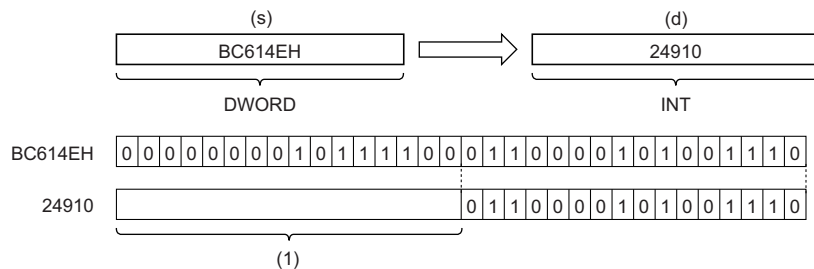 (s) (d)
BC614EH 24910
DWORD INT
BC614EH 0 0 0 0 0 0 0 0 1 0 1 1 1 1 0 0 0 1 1 0 0 0 0 1 0 1 0 0 1 1 1 0
24910 0 1 1 0 0 0 0 1 0 1 0 0 1 1 1 0
(1)